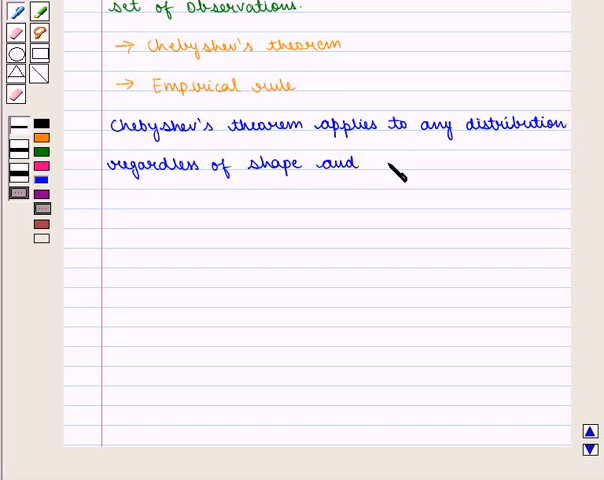 set of observations.
→ Chebyshev's theorem
→ Empirical rule
Chebyshev's theorem applies to any distribution
regardless of shape and